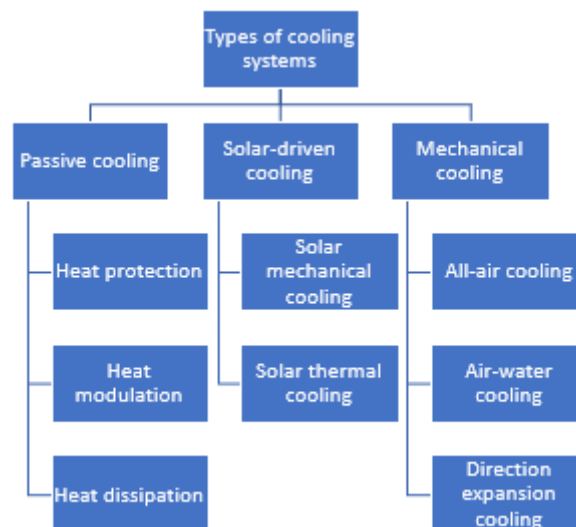 Types of cooling
systems
Passive cooling
Solar-driven
cooling
Mechanical
cooling
Heat protection
Solar
mechanical
cooling
All-air cooling
Heat
modulation
Solar thermal
cooling
Air-water
cooling
Heat dissipation
Direction
expansion
cooling